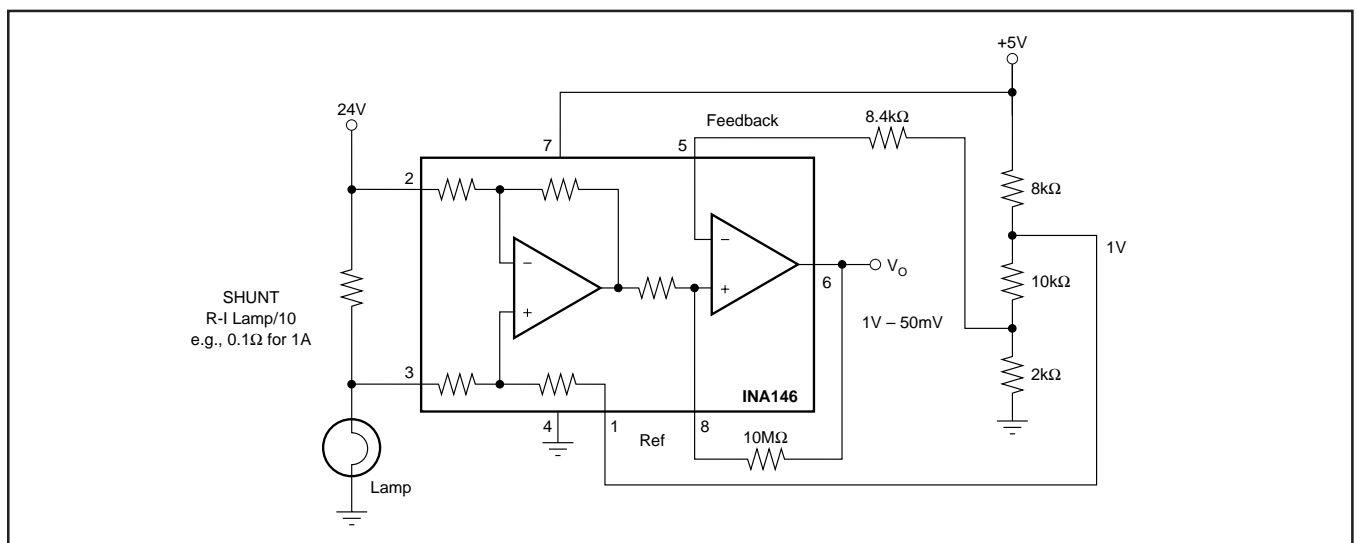 +5V
24V
Feedback
8.4kΩ
7
5
2
8kΩ
1V
–
–
+
+
6
V_O
10kΩ
SHUNT
R-I Lamp/10
e.g., 0.1Ω for 1A
1V – 50mV
3
2kΩ
INA146
4
1
Ref
8
10MΩ
Lamp